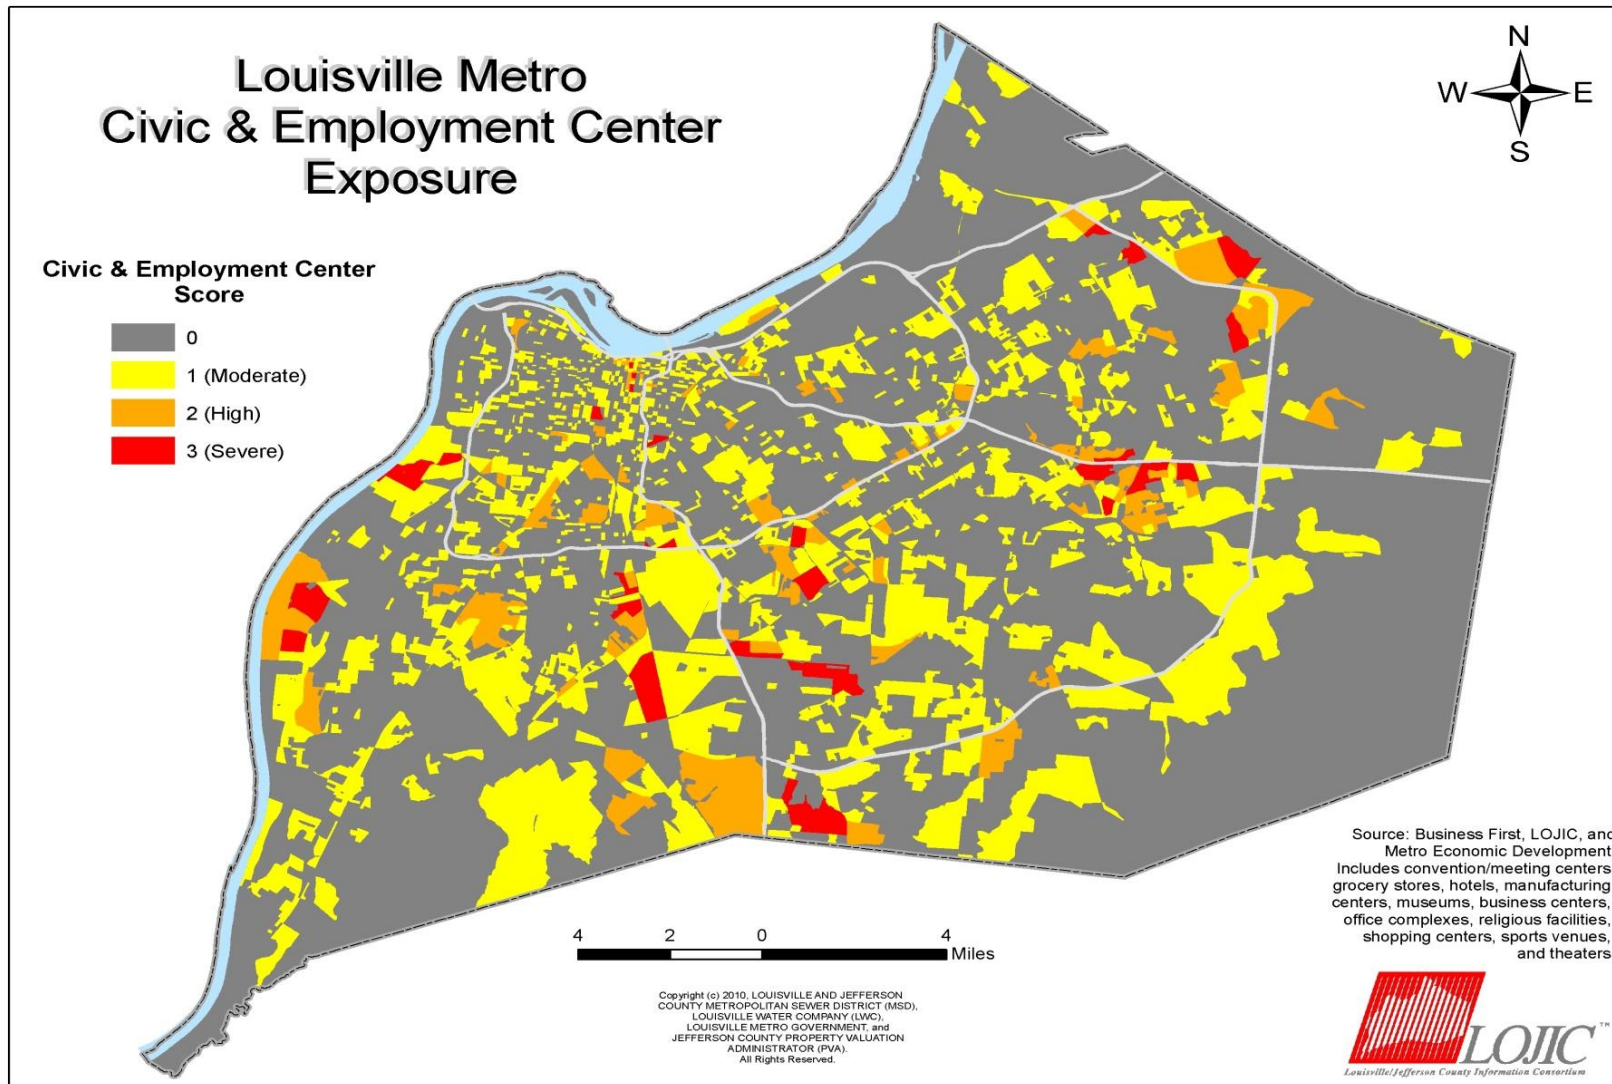 Louisville Metro
Civic & Employment Center
Exposure
N
W E
S
Civic & Employment Center
Score
0
1 (Moderate)
2 (High)
3 (Severe)
Source: Business First, LOJIC, and
Metro Economic Development
Includes convention/meeting centers
grocery stores, hotels, manufacturing
centers, museums, business centers,
office complexes, religious facilities,
shopping centers, sports venues,
and theaters
4 2 0 4
Miles
Copyright (c) 2010, LOUISVILLE AND JEFFERSON
COUNTY METROPOLITAN SEWER DISTRICT (MSD),
LOUISVILLE WATER COMPANY (LWC),
LOUISVILLE METRO GOVERNMENT, and
JEFFERSON COUNTY PROPERTY VALUATION
ADMINISTRATOR (PVA).
All Rights Reserved.
LOJIC™
Louisville/Jefferson County Information Consortium